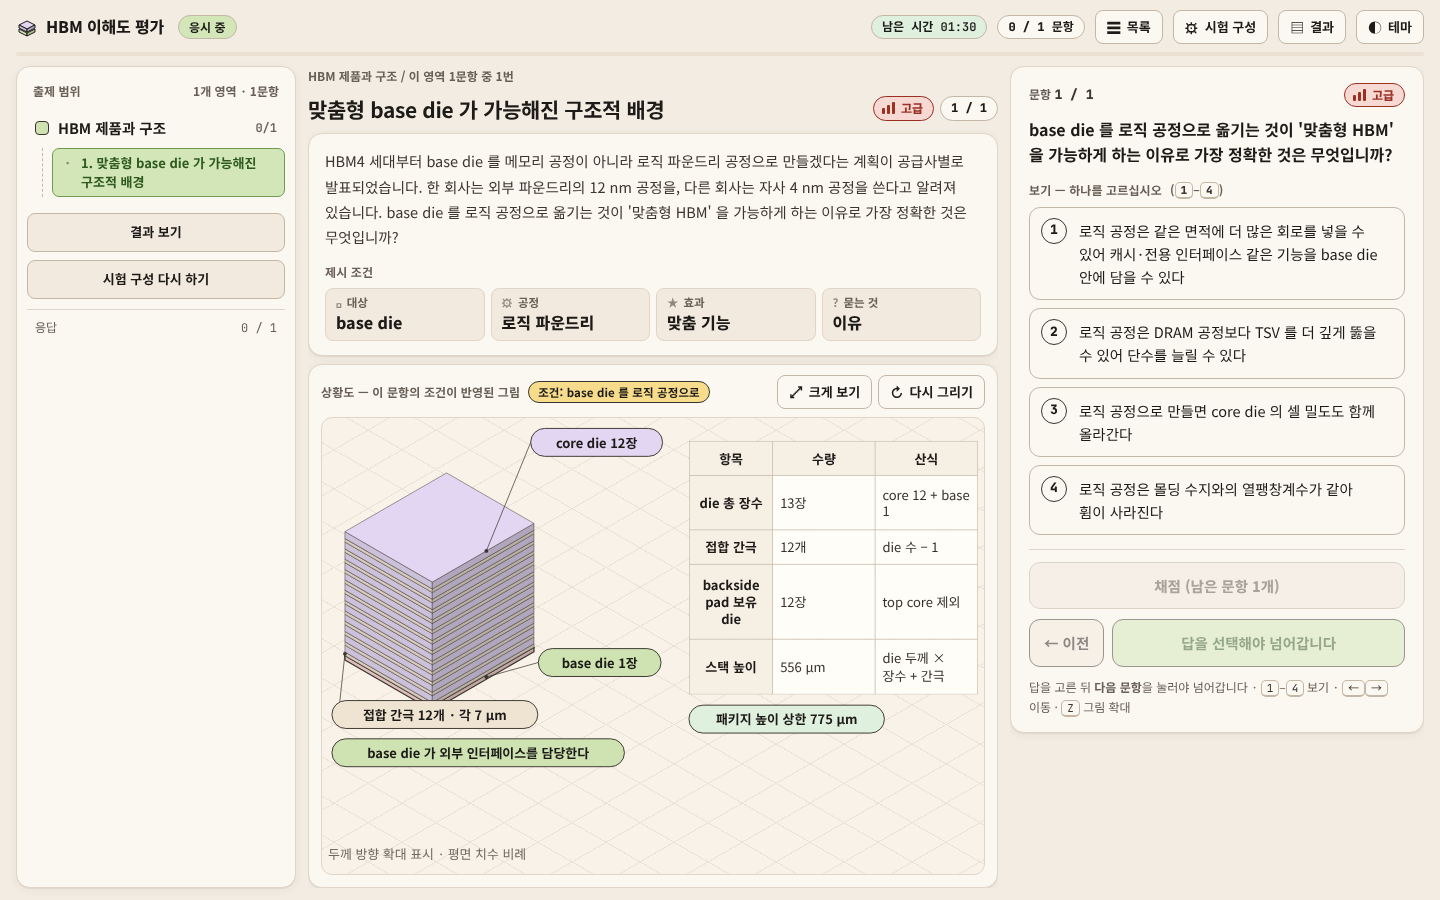 HBM 이해도 평가
응시 중
남은 시간 01:30
0 / 1 문항
목록
시험 구성
결과
테마
출제 범위
1개 영역 · 1문항
HBM 제품과 구조
0/1
· 1. 맞춤형 base die 가 가능해진
구조적 배경
결과 보기
시험 구성 다시 하기
응답
0 / 1
HBM 제품과 구조 / 이 영역 1문항 중 1번
맞춤형 base die 가 가능해진 구조적 배경
고급
1 / 1
HBM4 세대부터 base die 를 메모리 공정이 아니라 로직 파운드리 공정으로 만들겠다는 계획이 공급사별로
발표되었습니다. 한 회사는 외부 파운드리의 12 nm 공정을, 다른 회사는 자사 4 nm 공정을 쓴다고 알려져
있습니다. base die 를 로직 공정으로 옮기는 것이 '맞춤형 HBM' 을 가능하게 하는 이유로 가장 정확한 것은
무엇입니까?
제시 조건
대상
base die
공정
로직 파운드리
★ 효과
맞춤 기능
? 묻는 것
이유
상황도 — 이 문항의 조건이 반영된 그림
조건: base die 를 로직 공정으로
크게 보기
다시 그리기
core die 12장
base die 1장
접합 간극 12개 · 각 7 µm
base die 가 외부 인터페이스를 담당한다
항목 수량 산식
die 총 장수 13장 core 12 + base
1
접합 간극 12개 die 수 − 1
backside
pad 보유 12장 top core 제외
die
스택 높이 556 µm die 두께 ×
장수 + 간극
패키지 높이 상한 775 µm
두께 방향 확대 표시 · 평면 치수 비례
문항 1 / 1
고급
base die 를 로직 공정으로 옮기는 것이 '맞춤형 HBM'
을 가능하게 하는 이유로 가장 정확한 것은 무엇입니까?
보기 — 하나를 고르십시오 (1–4)
1 로직 공정은 같은 면적에 더 많은 회로를 넣을 수
있어 캐시·전용 인터페이스 같은 기능을 base die
안에 담을 수 있다
2 로직 공정은 DRAM 공정보다 TSV 를 더 깊게 뚫을
수 있어 단수를 늘릴 수 있다
3 로직 공정으로 만들면 core die 의 셀 밀도도 함께
올라간다
4 로직 공정은 몰딩 수지와의 열팽창계수가 같아
휨이 사라진다
채점 (남은 문항 1개)
← 이전
답을 선택해야 넘어갑니다
답을 고른 뒤 다음 문항을 눌러야 넘어갑니다 · 1–4 보기 · ← →
이동 · Z 그림 확대